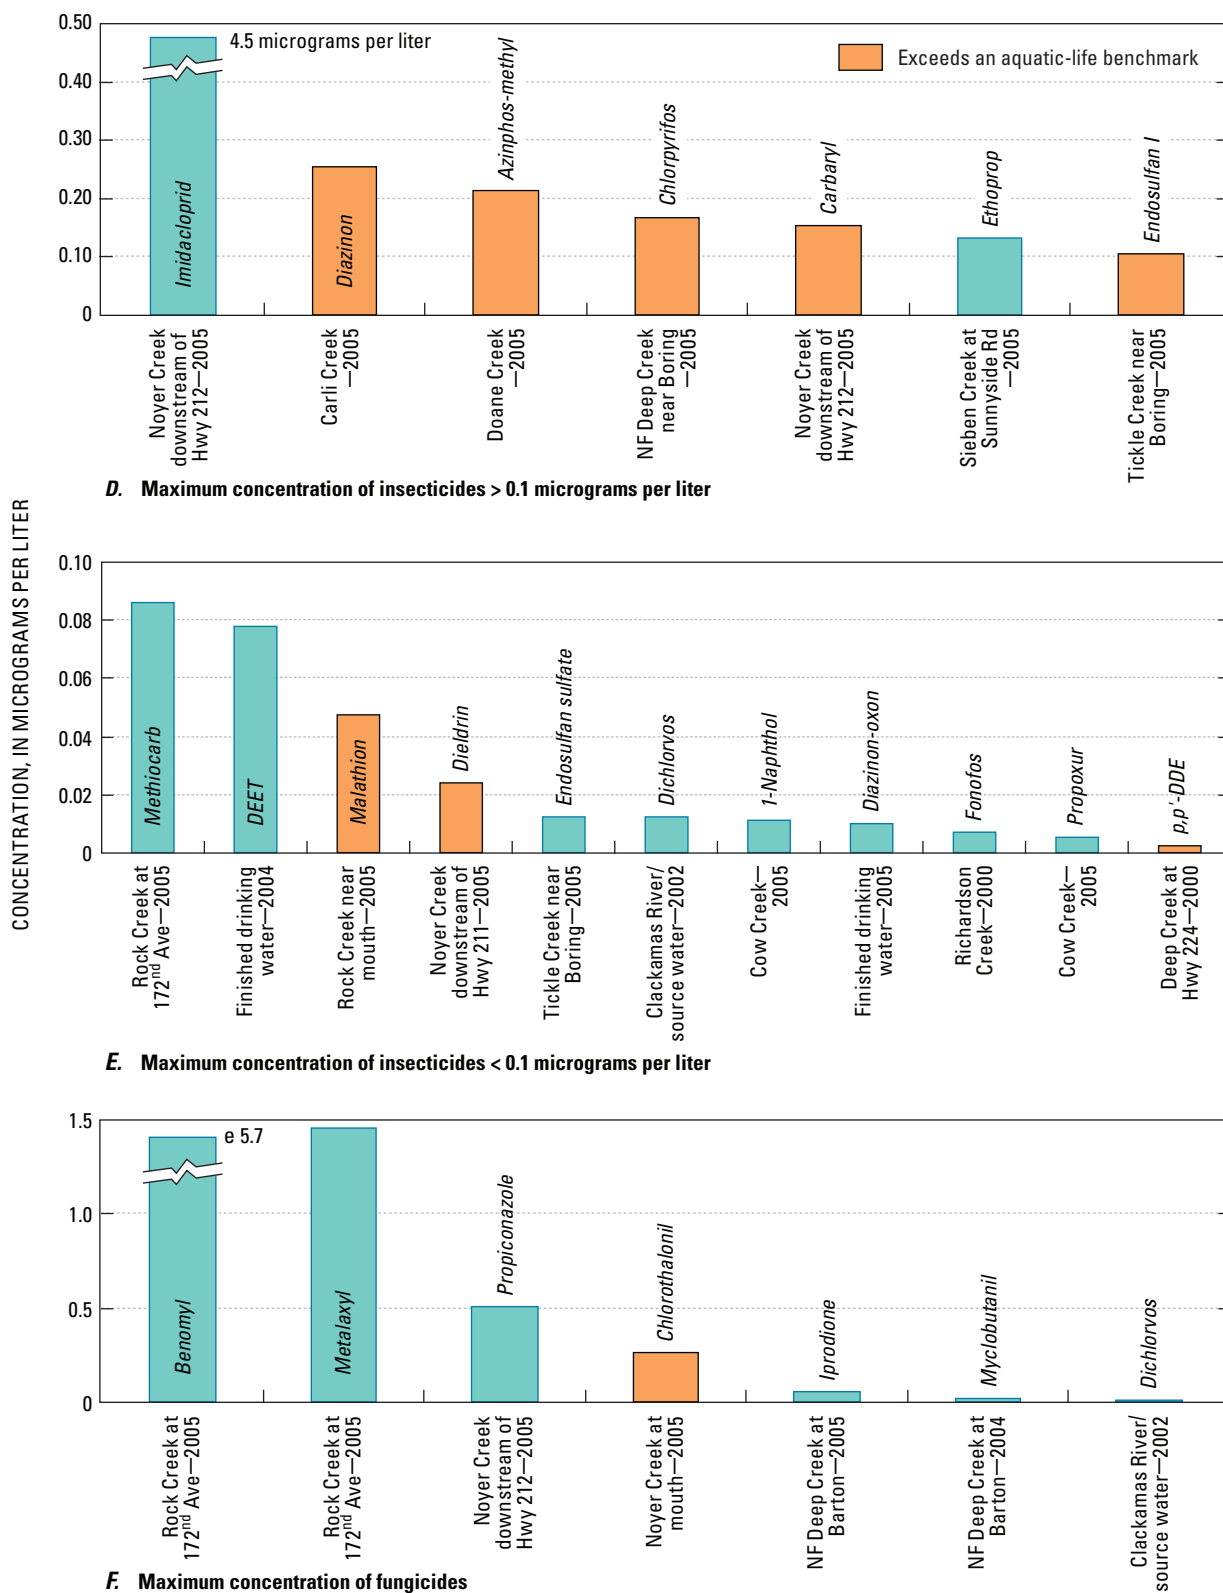 CONCENTRATION, IN MICROGRAMS PER LITER
0.50
0.40
0.30
0.20
0.10
0
4.5 micrograms per liter
Exceeds an aquatic-life benchmark
Imidacloprid
Diazinon
Azinphos-methyl
Chlorpyrifos
Carbaryl
Ethoprop
Endosulfan I
Noyer Creek
downstream of
Hwy 212—2005
Carli Creek
—2005
Doane Creek
—2005
NF Deep Creek
near Boring
—2005
Noyer Creek
downstream of
Hwy 212—2005
Sieben Creek at
Sunnyside Rd
—2005
Tickle Creek near
Boring—2005
D. Maximum concentration of insecticides > 0.1 micrograms per liter
0.10
0.08
0.06
0.04
0.02
0
Methiocarb
DEET
Malathion
Dieldrin
Endosulfan sulfate
Dichlorvos
1-Naphthol
Diazinon-oxon
Fonofos
Propoxur
p,p'-DDE
Rock Creek at
172nd Ave—2005
Finished drinking
water—2004
Rock Creek near
mouth—2005
Noyer Creek
downstream of
Hwy 211—2005
Tickle Creek near
Boring—2005
Clackamas River/
source water—2002
Cow Creek—
2005
Finished drinking
water—2005
Richardson
Creek—2000
Cow Creek—
2005
Deep Creek at
Hwy 224—2000
E. Maximum concentration of insecticides < 0.1 micrograms per liter
1.5
1.0
0.5
0
e 5.7
Benomyl
Metalaxyl
Propiconazole
Chlorothalonil
Iprodione
Myclobutanil
Dichlorvos
Rock Creek at
172nd Ave—2005
Rock Creek at
172nd Ave—2005
Noyer Creek
downstream of
Hwy 212—2005
Noyer Creek at
mouth—2005
NF Deep Creek at
Barton—2005
NF Deep Creek at
Barton—2004
Clackamas River/
source water—2002
F. Maximum concentration of fungicides